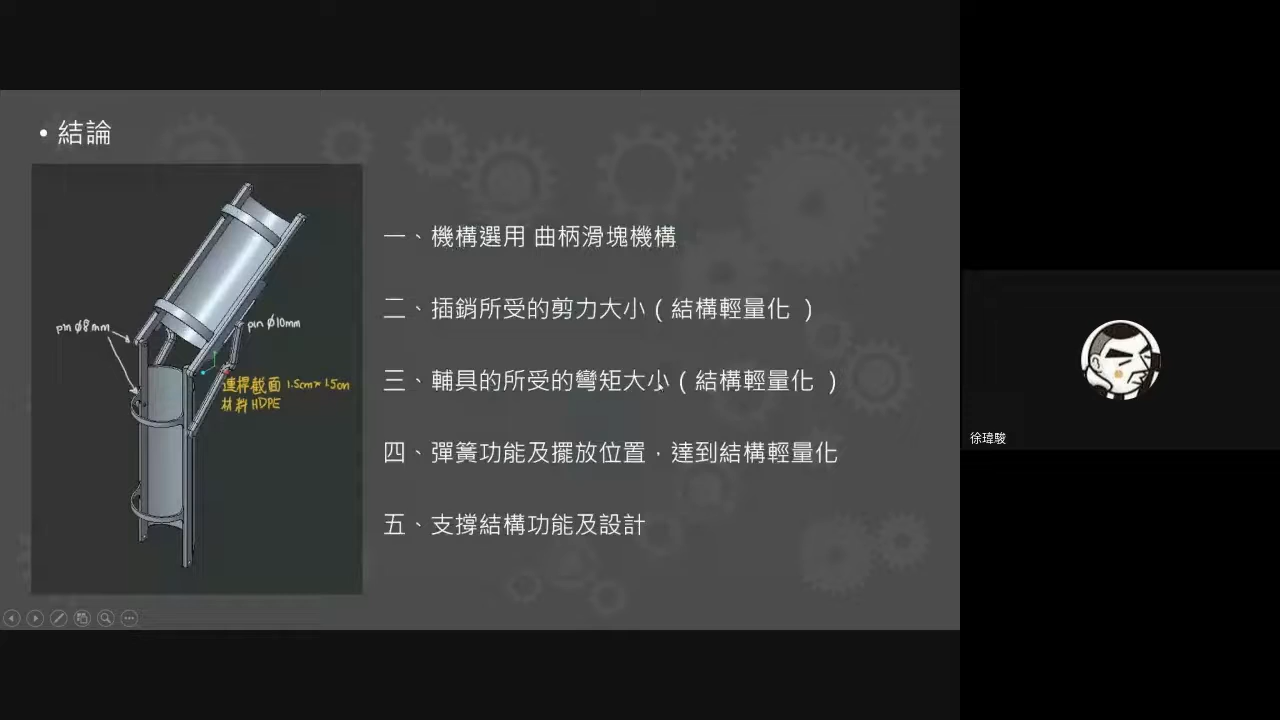 • 結論
pin ϕ8mm
pin ϕ10mm
連桿截面 1.5cm×1.5cm
材料HDPE
一、機構選用 曲柄滑塊機構
二、插銷所受的剪力大小（結構輕量化 ）
三、輔具的所受的彎矩大小（結構輕量化 ）
四、彈簧功能及擺放位置，達到結構輕量化
五、支撐結構功能及設計
徐瑋駿